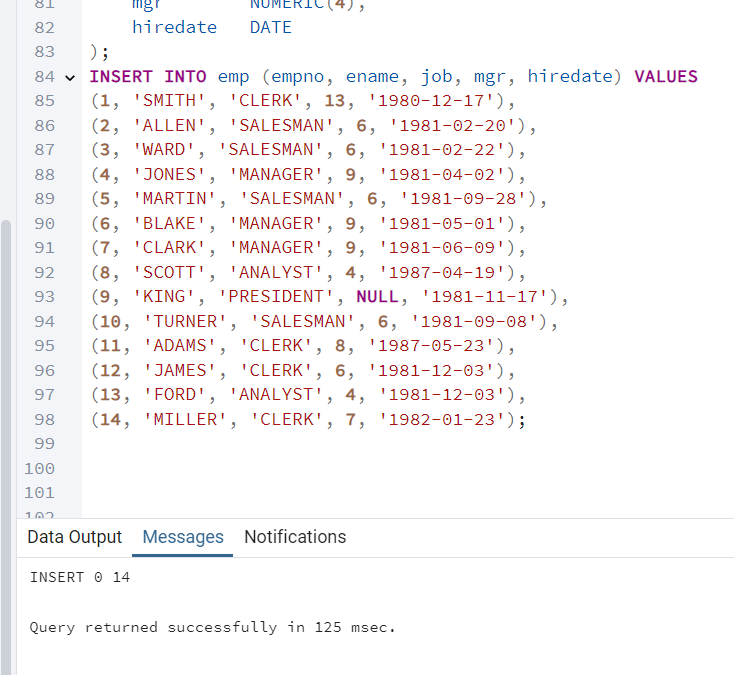 81 mgr NUMERIC(4),
82 hiredate DATE
83 );
84 INSERT INTO emp (empno, ename, job, mgr, hiredate) VALUES
85 (1, 'SMITH', 'CLERK', 13, '1980-12-17'),
86 (2, 'ALLEN', 'SALESMAN', 6, '1981-02-20'),
87 (3, 'WARD', 'SALESMAN', 6, '1981-02-22'),
88 (4, 'JONES', 'MANAGER', 9, '1981-04-02'),
89 (5, 'MARTIN', 'SALESMAN', 6, '1981-09-28'),
90 (6, 'BLAKE', 'MANAGER', 9, '1981-05-01'),
91 (7, 'CLARK', 'MANAGER', 9, '1981-06-09'),
92 (8, 'SCOTT', 'ANALYST', 4, '1987-04-19'),
93 (9, 'KING', 'PRESIDENT', NULL, '1981-11-17'),
94 (10, 'TURNER', 'SALESMAN', 6, '1981-09-08'),
95 (11, 'ADAMS', 'CLERK', 8, '1987-05-23'),
96 (12, 'JAMES', 'CLERK', 6, '1981-12-03'),
97 (13, 'FORD', 'ANALYST', 4, '1981-12-03'),
98 (14, 'MILLER', 'CLERK', 7, '1982-01-23');
99
100
101
102
Data Output Messages Notifications
INSERT 0 14
Query returned successfully in 125 msec.